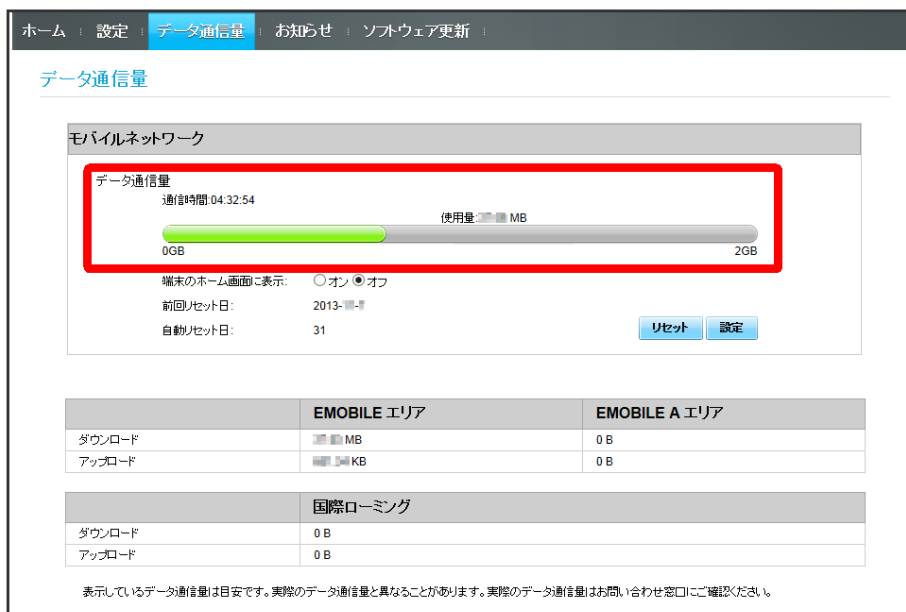 ホーム 設定 データ通信量 お知らせ ソフトウェア更新
データ通信量
モバイルネットワーク
データ通信量
通信時間:04:32:54
使用量: MB
0GB 2GB
端末のホーム画面に表示: オン オフ
前回リセット日: 2013-
自動リセット日: 31
リセット 設定
EMOBILE エリア EMOBILE A エリア
ダウンロード MB 0 B
アップロード KB 0 B
国際ローミング
ダウンロード 0 B
アップロード 0 B
表示しているデータ通信量は目安です。実際のデータ通信量と異なることがあります。実際のデータ通信量はお問い合わせ窓口にご確認ください。